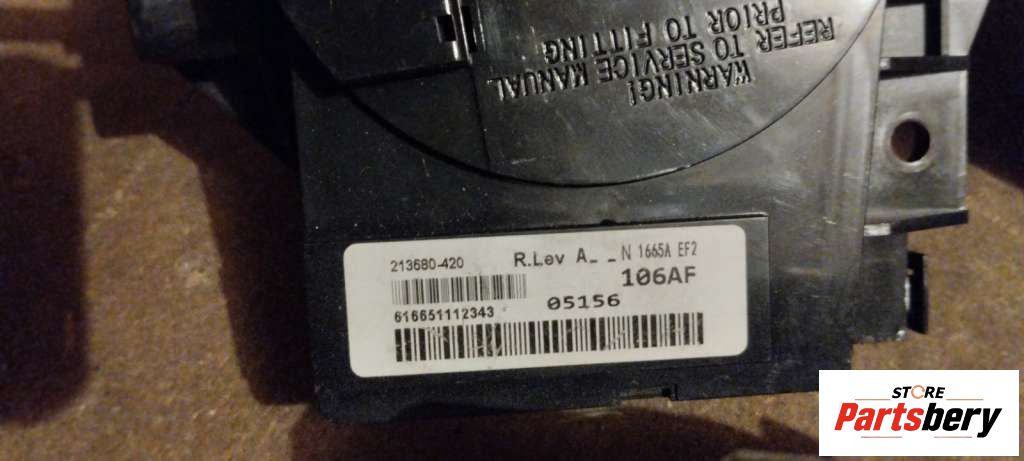 WARNING!
REFER TO SERVICE MANUAL
PRIOR TO FITTING
213680-420 R.Lev A_ _N 1665A EF2
106AF
05156
616651112343
STORE
Partsbery